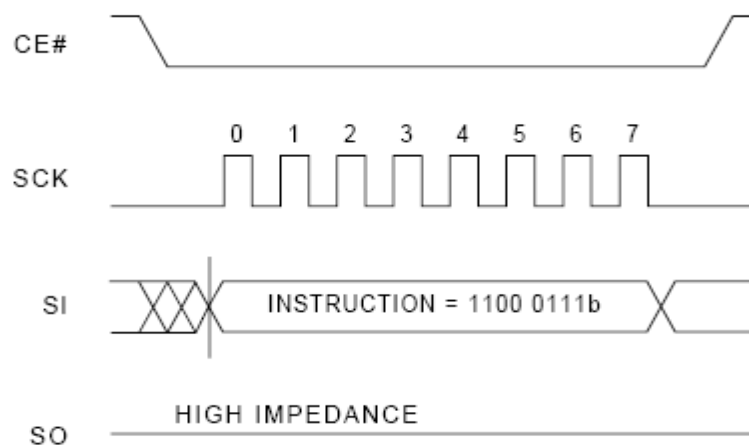 CE#
0 1 2 3 4 5 6 7
SCK
SI INSTRUCTION = 1100 0111b
HIGH IMPEDANCE
SO